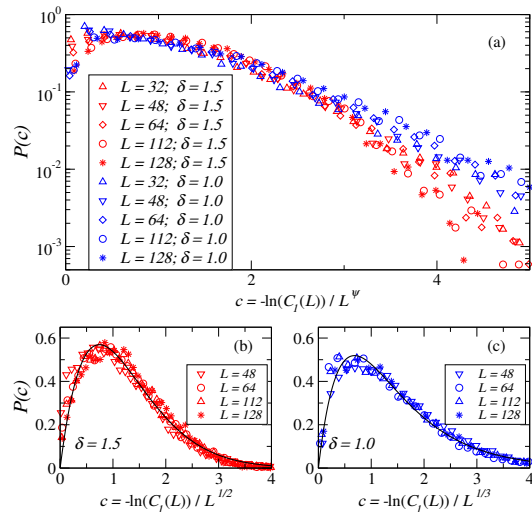 10^0
(a)
10^-1
10^-2
10^-3
P(c)
L = 32; δ = 1.5
L = 48; δ = 1.5
L = 64; δ = 1.5
L = 112; δ = 1.5
L = 128; δ = 1.5
L = 32; δ = 1.0
L = 48; δ = 1.0
L = 64; δ = 1.0
L = 112; δ = 1.0
L = 128; δ = 1.0
0 2 4
c = -ln(C_l(L)) / L^ψ
0.6
0.4
0.2
0
P(c)
(b)
L = 48
L = 64
L = 112
L = 128
δ = 1.5
0 1 2 3 4
c = -ln(C_l(L)) / L^1/2
0.6
0.4
0.2
0
(c)
L = 48
L = 64
L = 112
L = 128
δ = 1.0
0 1 2 3 4
c = -ln(C_l(L)) / L^1/3